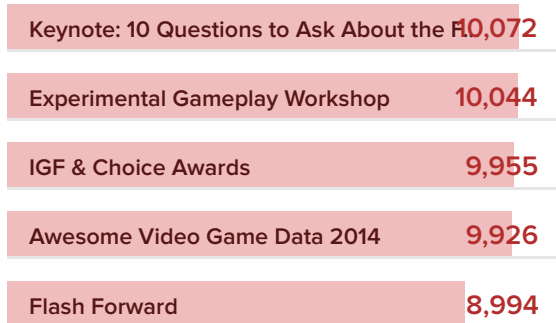 Keynote: 10 Questions to Ask About the F... 10,072
Experimental Gameplay Workshop 10,044
IGF & Choice Awards 9,955
Awesome Video Game Data 2014 9,926
Flash Forward 8,994